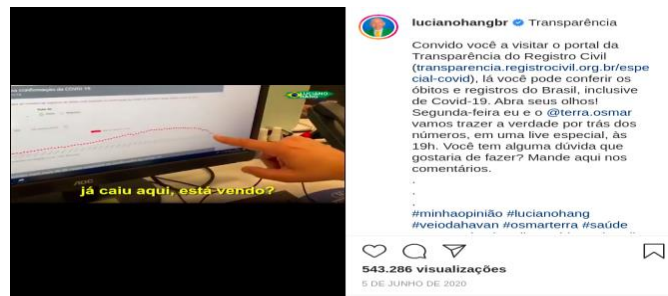 já caiu aqui, está vendo?
lucianohangbr Transparência
Convido você a visitar o portal da
Transparência do Registro Civil
(transparencia.registrocivil.org.br/espe
cial-covid), lá você pode conferir os
óbitos e registros do Brasil, inclusive
de Covid-19. Abra seus olhos!
Segunda-feira eu e o @terra.osmar
vamos trazer a verdade por trás dos
números, em uma live especial, às
19h. Você tem alguma dúvida que
gostaria de fazer? Mande aqui nos
comentários.
.
.
.
#minhaopinião #lucianohang
#veiodahavan #osmarterra #saúde
543.286 visualizações
5 DE JUNHO DE 2020